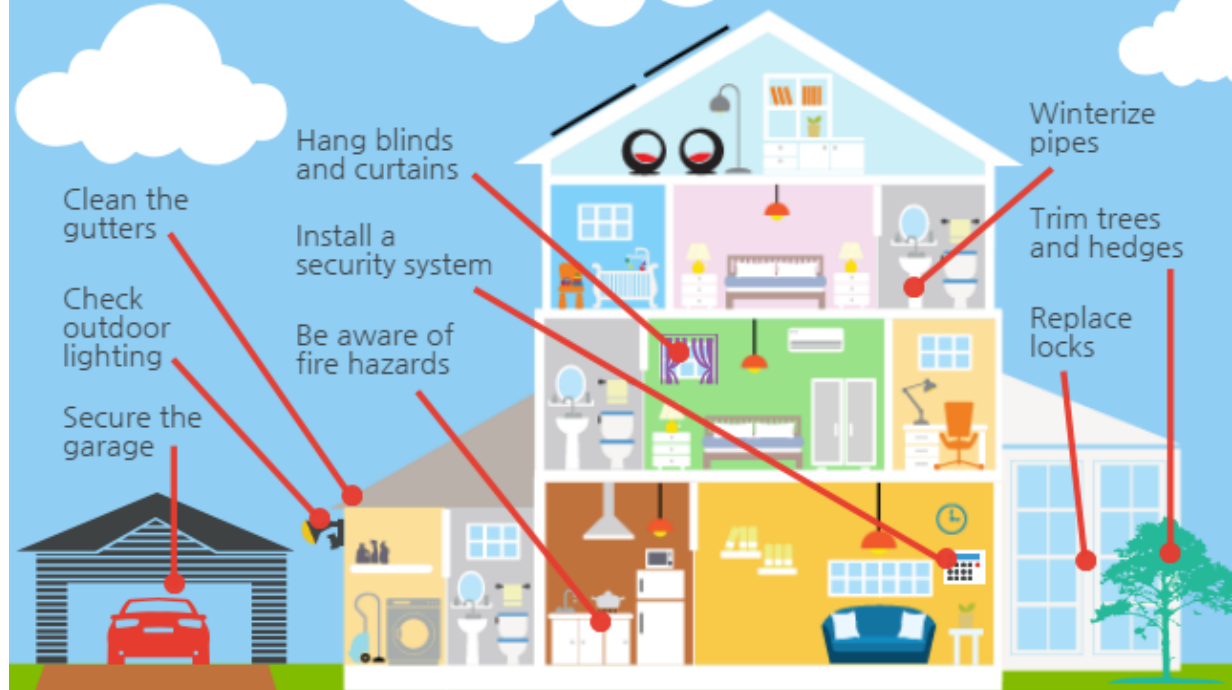 Clean the
gutters
Check
outdoor
lighting
Secure the
garage
Hang blinds
and curtains
Install a
security system
Be aware of
fire hazards
Winterize
pipes
Trim trees
and hedges
Replace
locks